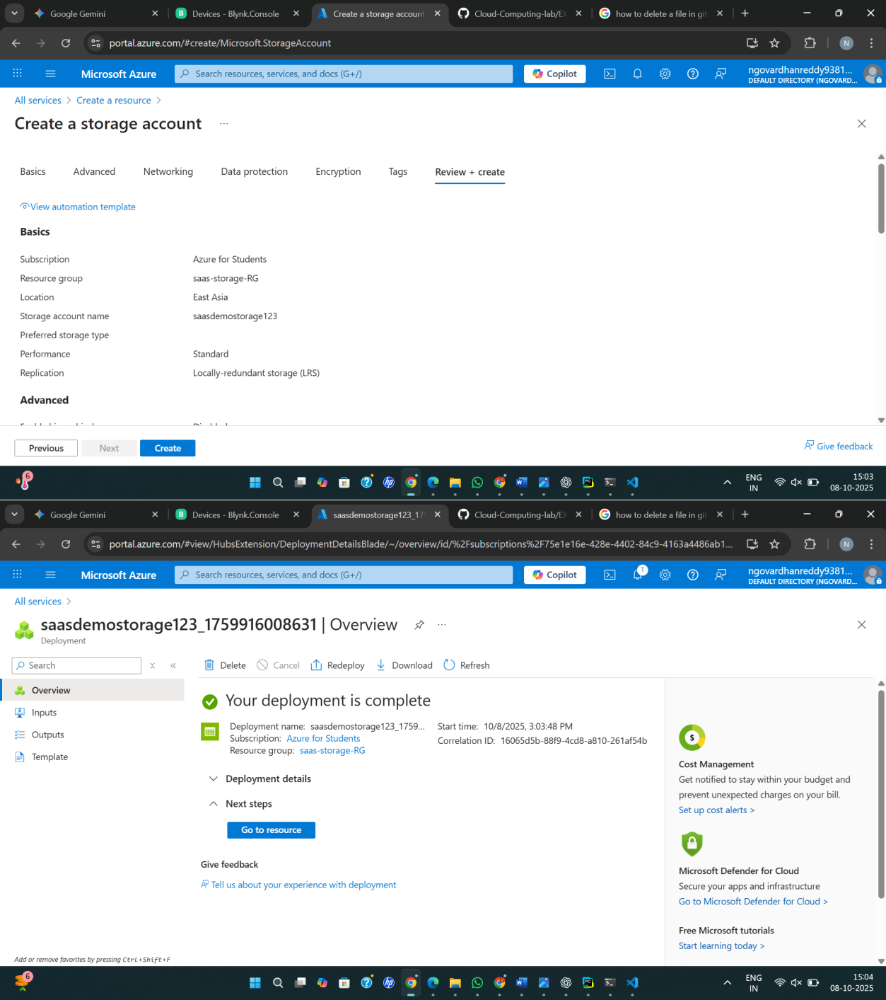 Google Gemini
Devices - Blynk.Console
Create a storage account
Cloud-Computing-lab/EX
how to delete a file in git
portal.azure.com/#create/Microsoft.StorageAccount
N
Microsoft Azure
Search resources, services, and docs (G+/)
Copilot
ngovardhanreddy9381...
DEFAULT DIRECTORY (NGOVARD...
All services > Create a resource >
Create a storage account ...
Basics Advanced Networking Data protection Encryption Tags Review + create
View automation template
Basics
Subscription Azure for Students
Resource group saas-storage-RG
Location East Asia
Storage account name saasdemostorage123
Preferred storage type
Performance Standard
Replication Locally-redundant storage (LRS)
Advanced
Previous Next Create
Give feedback
6
ENG
IN
15:03
08-10-2025
Google Gemini
Devices - Blynk.Console
saasdemostorage123_175
Cloud-Computing-lab/EX
how to delete a file in git
portal.azure.com/#view/HubsExtension/DeploymentDetailsBlade/~/overview/id/%2Fsubscriptions%2F75e1e16e-428e-4402-84c9-4163a4486ab1...
N
Microsoft Azure
Search resources, services, and docs (G+/)
Copilot
1
ngovardhanreddy9381...
DEFAULT DIRECTORY (NGOVARD...
All services >
saasdemostorage123_1759916008631 | Overview ...
Deployment
Search
Delete Cancel Redeploy Download Refresh
Overview
Inputs
Outputs
Template
Your deployment is complete
Deployment name: saasdemostorage123_1759...
Subscription: Azure for Students
Resource group: saas-storage-RG
Start time: 10/8/2025, 3:03:48 PM
Correlation ID: 16065d5b-88f9-4cd8-a810-261af54b
Deployment details
Next steps
Go to resource
Give feedback
Tell us about your experience with deployment
Cost Management
Get notified to stay within your budget and
prevent unexpected charges on your bill.
Set up cost alerts >
Microsoft Defender for Cloud
Secure your apps and infrastructure
Go to Microsoft Defender for Cloud >
Free Microsoft tutorials
Start learning today >
Add or remove favorites by pressing Ctrl+Shift+F
6
ENG
IN
15:04
08-10-2025